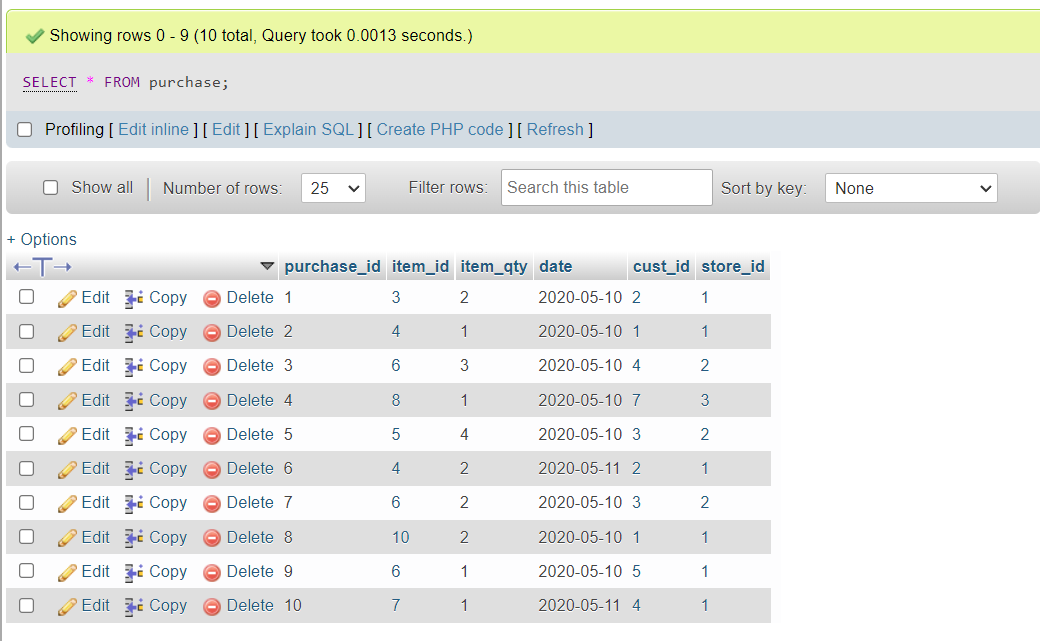 Showing rows 0 - 9 (10 total, Query took 0.0013 seconds.)
SELECT * FROM purchase;
Profiling [ Edit inline ] [ Edit ] [ Explain SQL ] [ Create PHP code ] [ Refresh ]
Show all Number of rows: 25 Filter rows: Search this table Sort by key: None
+ Options
purchase_id item_id item_qty date cust_id store_id
Edit Copy Delete 1 3 2 2020-05-10 2 1
Edit Copy Delete 2 4 1 2020-05-10 1 1
Edit Copy Delete 3 6 3 2020-05-10 4 2
Edit Copy Delete 4 8 1 2020-05-10 7 3
Edit Copy Delete 5 5 4 2020-05-10 3 2
Edit Copy Delete 6 4 2 2020-05-11 2 1
Edit Copy Delete 7 6 2 2020-05-10 3 2
Edit Copy Delete 8 10 2 2020-05-10 1 1
Edit Copy Delete 9 6 1 2020-05-10 5 1
Edit Copy Delete 10 7 1 2020-05-11 4 1